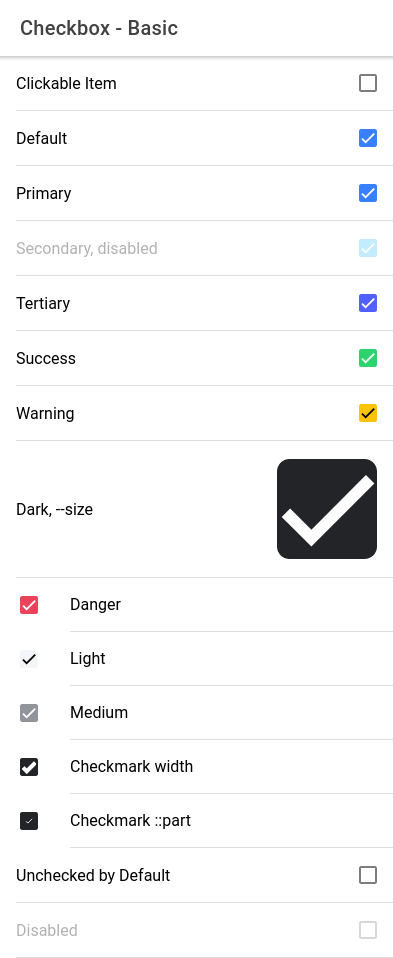 Checkbox - Basic
Clickable Item
Default
Primary
Secondary, disabled
Tertiary
Success
Warning
Dark, --size
Danger
Light
Medium
Checkmark width
Checkmark ::part
Unchecked by Default
Disabled